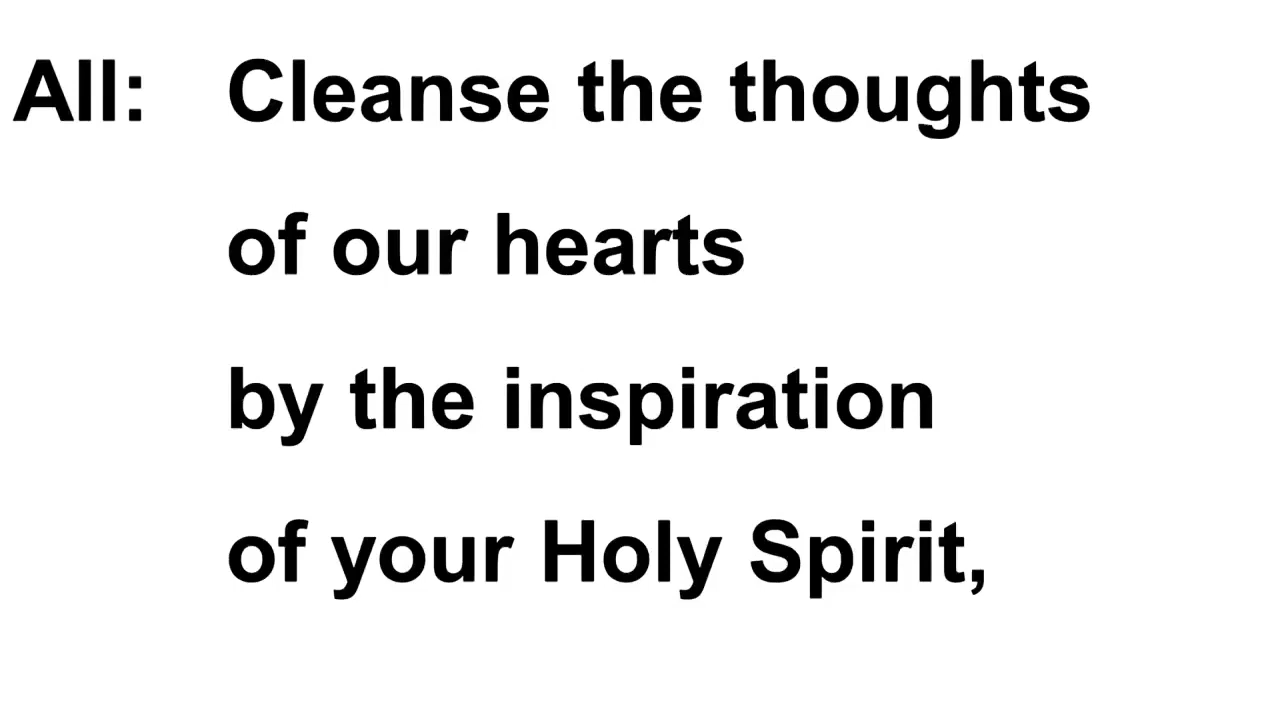 All: Cleanse the thoughts
of our hearts
by the inspiration
of your Holy Spirit,